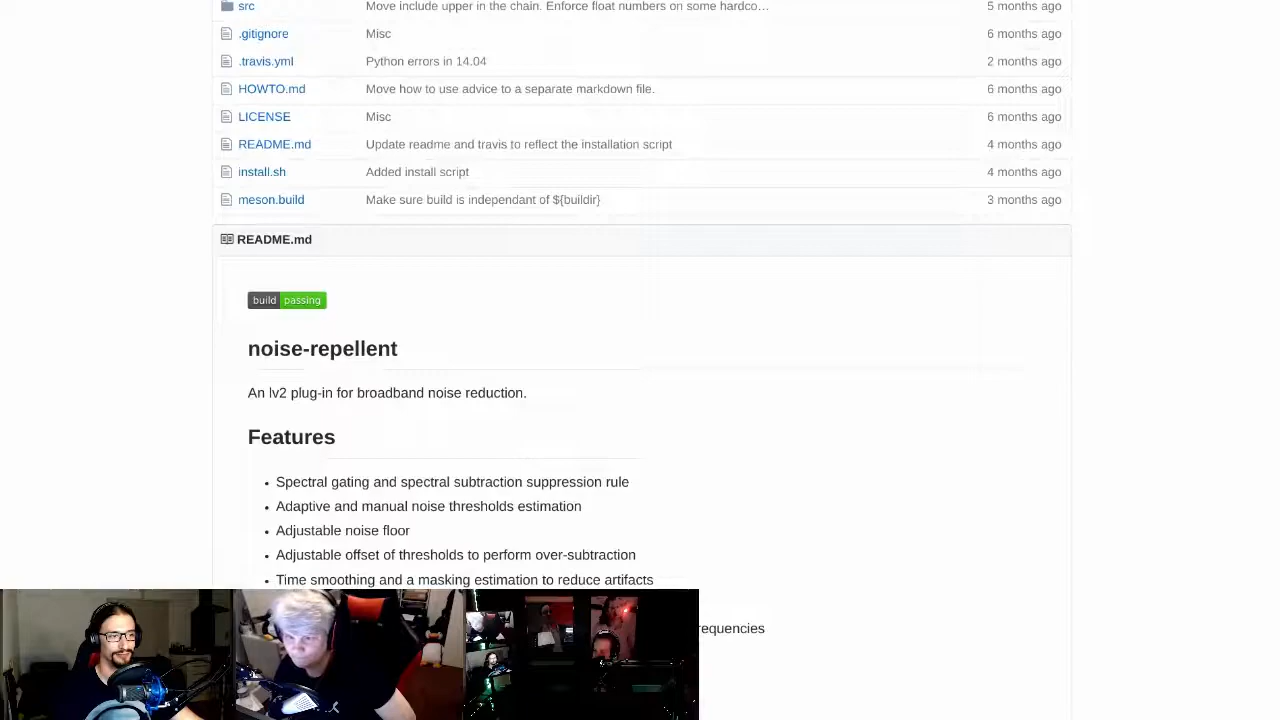 src Move include upper in the chain. Enforce float numbers on some hardco… 5 months ago
.gitignore Misc 6 months ago
.travis.yml Python errors in 14.04 2 months ago
HOWTO.md Move how to use advice to a separate markdown file. 6 months ago
LICENSE Misc 6 months ago
README.md Update readme and travis to reflect the installation script 4 months ago
install.sh Added install script 4 months ago
meson.build Make sure build is independant of ${buildir} 3 months ago
README.md
build passing
noise-repellent
An lv2 plug-in for broadband noise reduction.
Features
• Spectral gating and spectral subtraction suppression rule
• Adaptive and manual noise thresholds estimation
• Adjustable noise floor
• Adjustable offset of thresholds to perform over-subtraction
• Time smoothing and a masking estimation to reduce artifacts
requencies